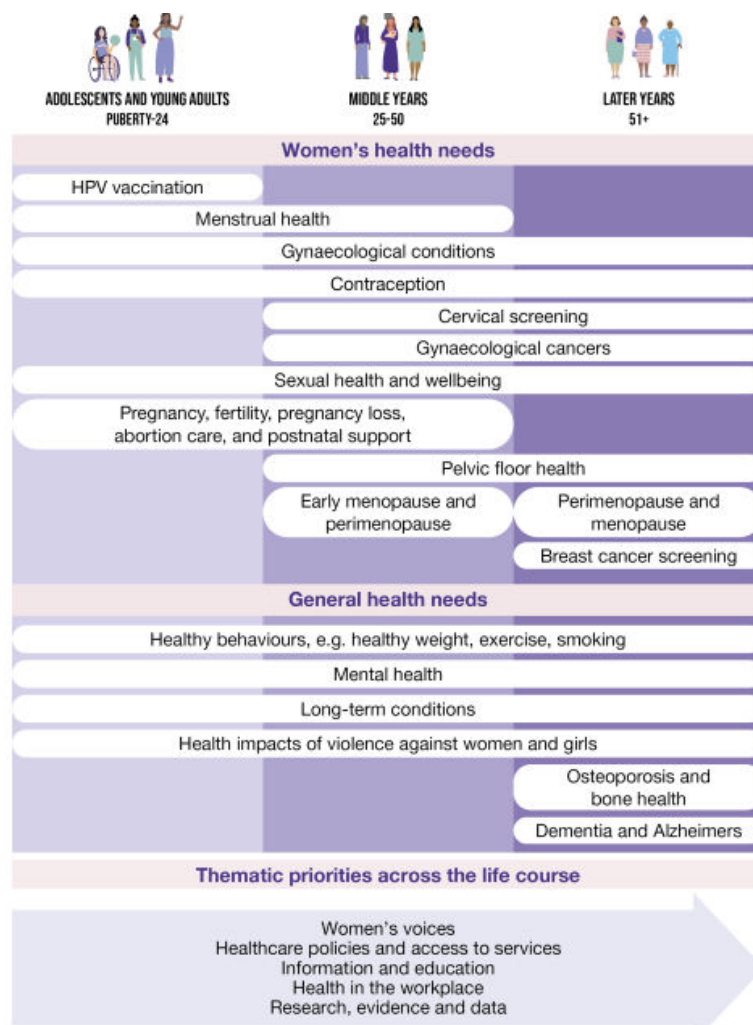 ADOLESCENTS AND YOUNG ADULTS
PUBERTY-24
MIDDLE YEARS
25-50
LATER YEARS
51+
Women's health needs
HPV vaccination
Menstrual health
Gynaecological conditions
Contraception
Cervical screening
Gynaecological cancers
Sexual health and wellbeing
Pregnancy, fertility, pregnancy loss,
abortion care, and postnatal support
Pelvic floor health
Early menopause and
perimenopause
Perimenopause and
menopause
Breast cancer screening
General health needs
Healthy behaviours, e.g. healthy weight, exercise, smoking
Mental health
Long-term conditions
Health impacts of violence against women and girls
Osteoporosis and
bone health
Dementia and Alzheimers
Thematic priorities across the life course
Women's voices
Healthcare policies and access to services
Information and education
Health in the workplace
Research, evidence and data